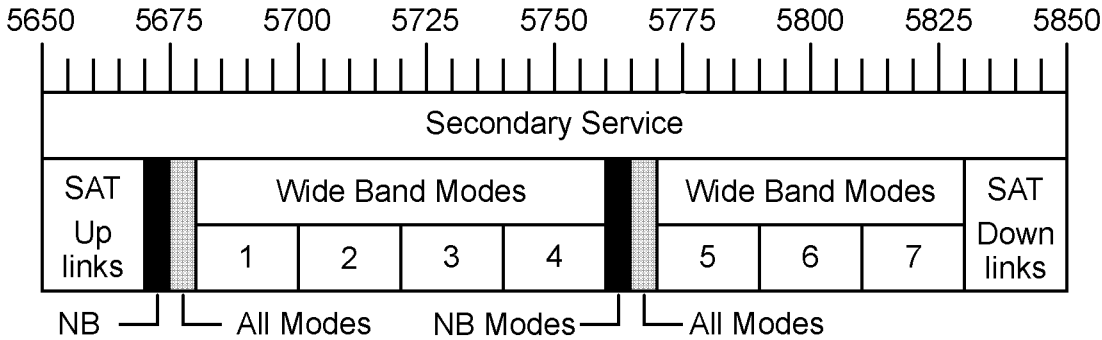 5650 5675 5700 5725 5750 5775 5800 5825 5850
Secondary Service
SAT
Up
links
Wide Band Modes
1 2 3 4
Wide Band Modes
5 6 7
SAT
Down
links
NB
All Modes
NB Modes
All Modes